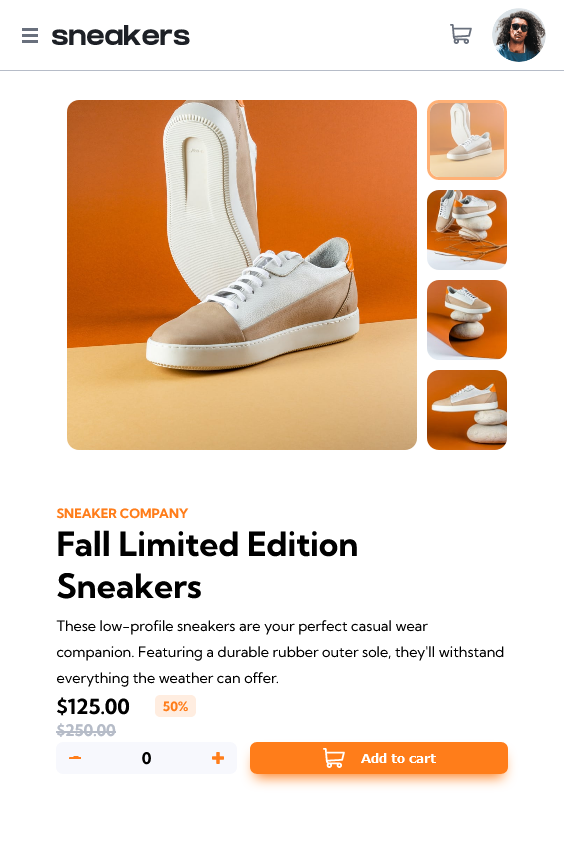 sneakers
SNEAKER COMPANY
Fall Limited Edition
Sneakers
These low-profile sneakers are your perfect casual wear
companion. Featuring a durable rubber outer sole, they'll withstand
everything the weather can offer.
$125.00 50%
$250.00
0 Add to cart